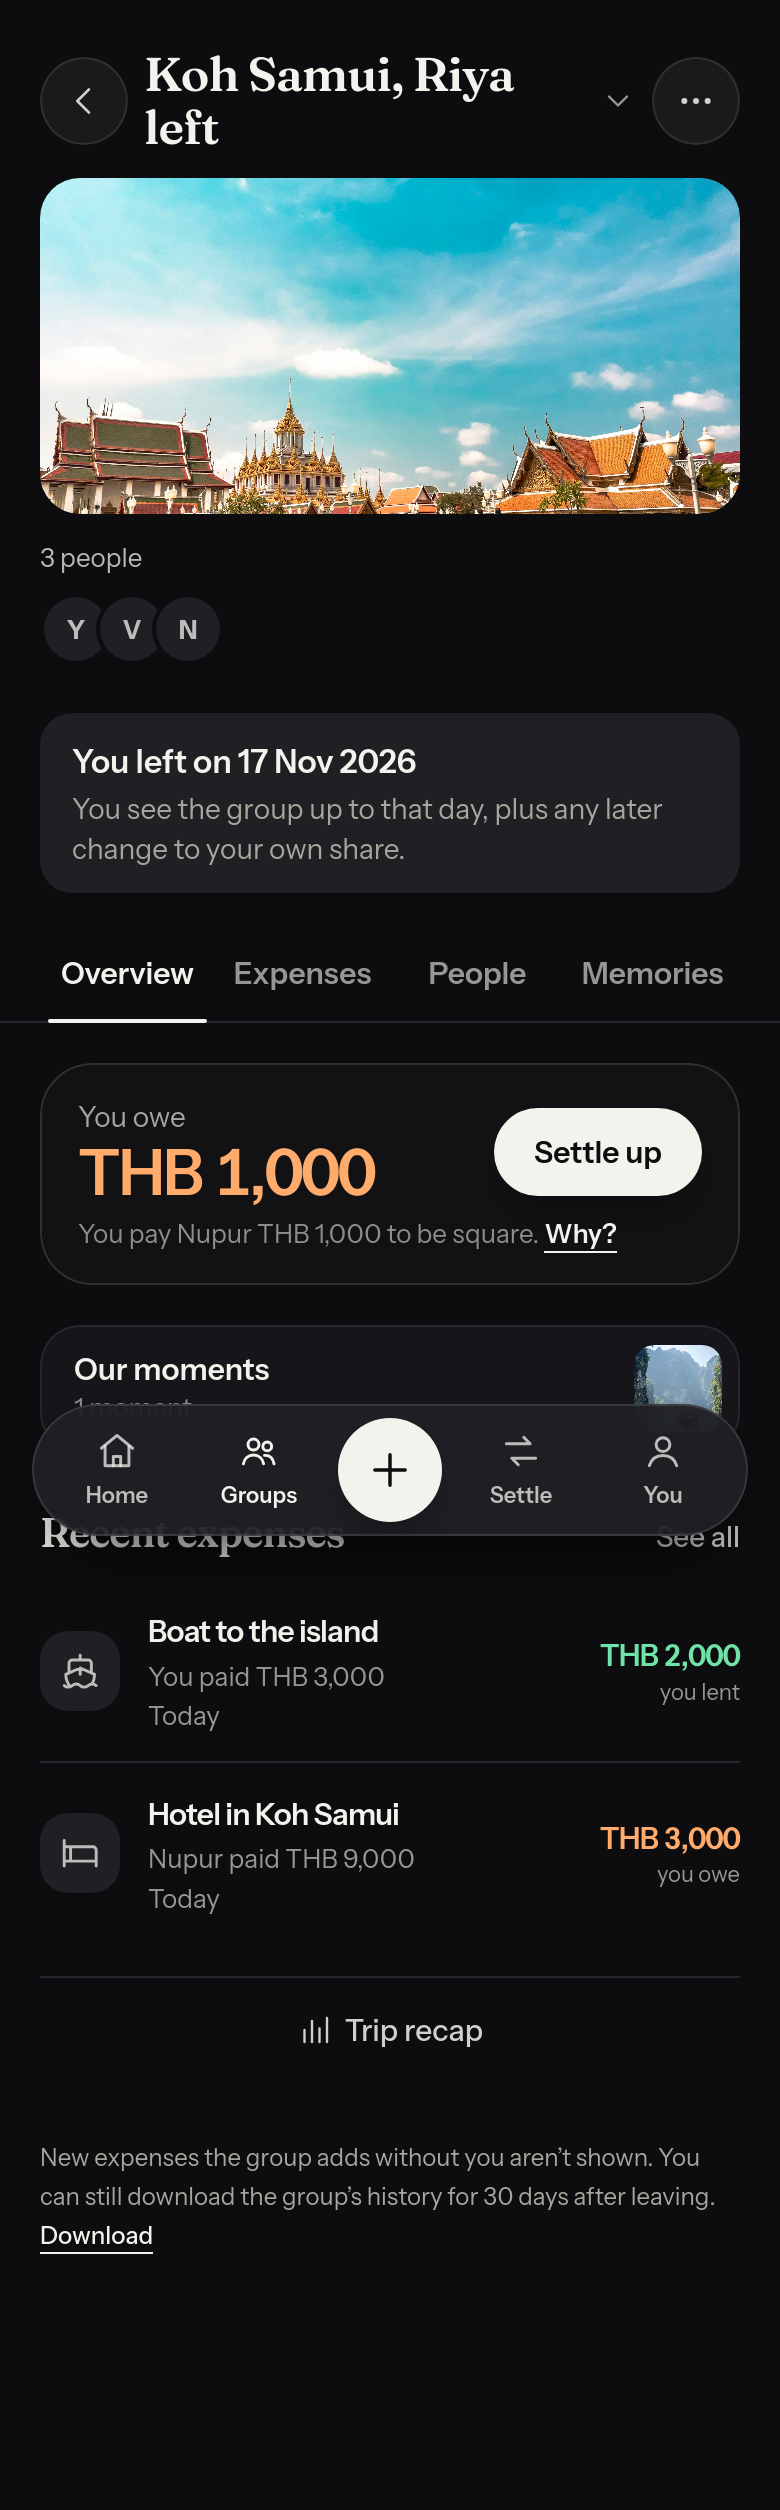 Koh Samui, Riya
left
3 people
Y V N
You left on 17 Nov 2026
You see the group up to that day, plus any later
change to your own share.
Overview Expenses People Memories
You owe
THB 1,000
Settle up
You pay Nupur THB 1,000 to be square. Why?
Our moments
1 moment
Home Groups Settle You
Recent expenses See all
Boat to the island
You paid THB 3,000
Today
THB 2,000
you lent
Hotel in Koh Samui
Nupur paid THB 9,000
Today
THB 3,000
you owe
Trip recap
New expenses the group adds without you aren’t shown. You
can still download the group’s history for 30 days after leaving.
Download